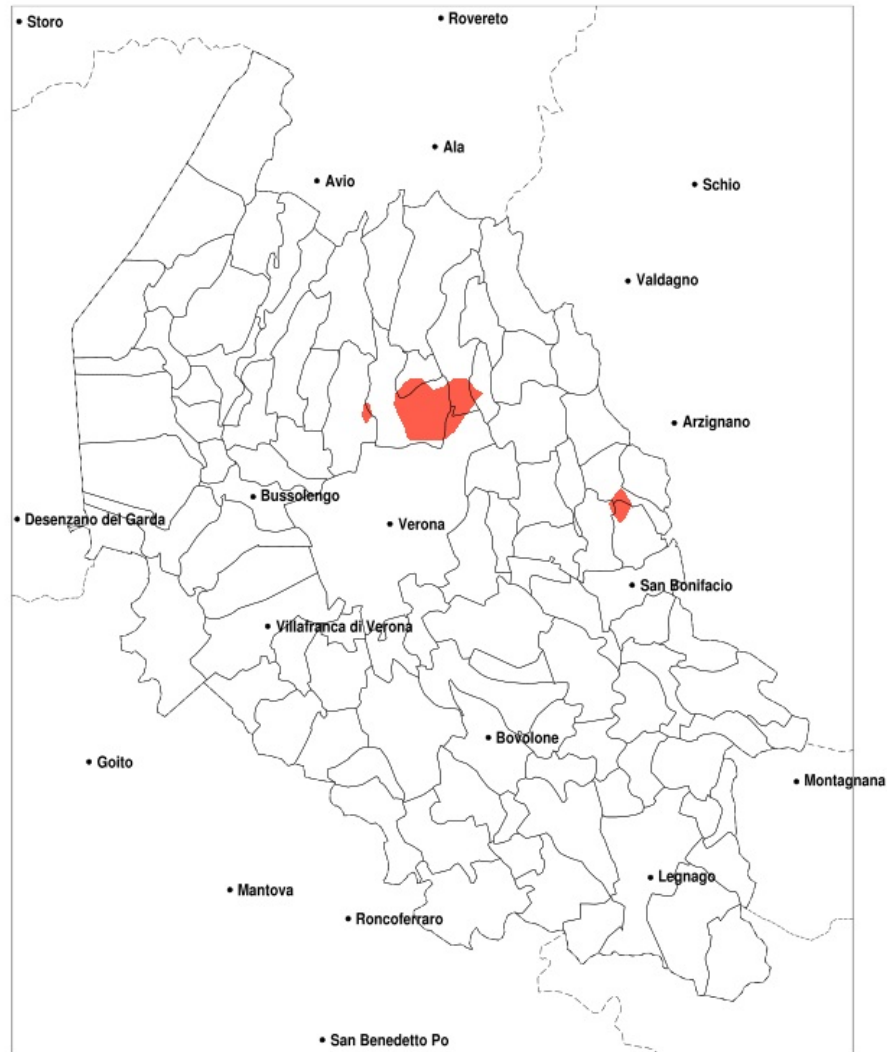 Storo
Rovereto
Ala
Avio
Schio
Valdagno
Arzignano
Bussolengo
Desenzano del Garda
Verona
San Bonifacio
Villafranca di Verona
Bovolone
Goito
Montagnana
Legnago
Mantova
Roncoferraro
San Benedetto Po